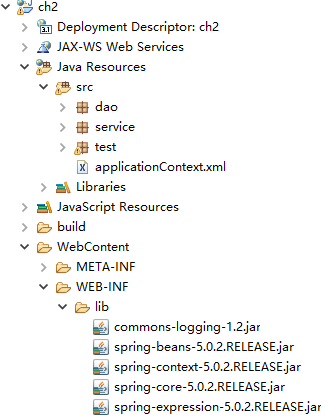 ch2
Deployment Descriptor: ch2
JAX-WS Web Services
Java Resources
src
dao
service
test
applicationContext.xml
Libraries
JavaScript Resources
build
WebContent
META-INF
WEB-INF
lib
commons-logging-1.2.jar
spring-beans-5.0.2.RELEASE.jar
spring-context-5.0.2.RELEASE.jar
spring-core-5.0.2.RELEASE.jar
spring-expression-5.0.2.RELEASE.jar